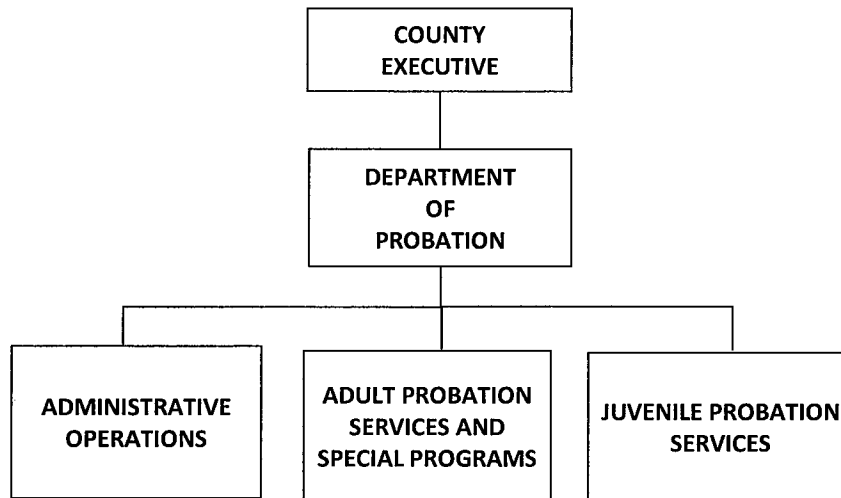 COUNTY
EXECUTIVE
DEPARTMENT
OF
PROBATION
ADMINISTRATIVE
OPERATIONS
ADULT PROBATION
SERVICES AND
SPECIAL PROGRAMS
JUVENILE PROBATION
SERVICES